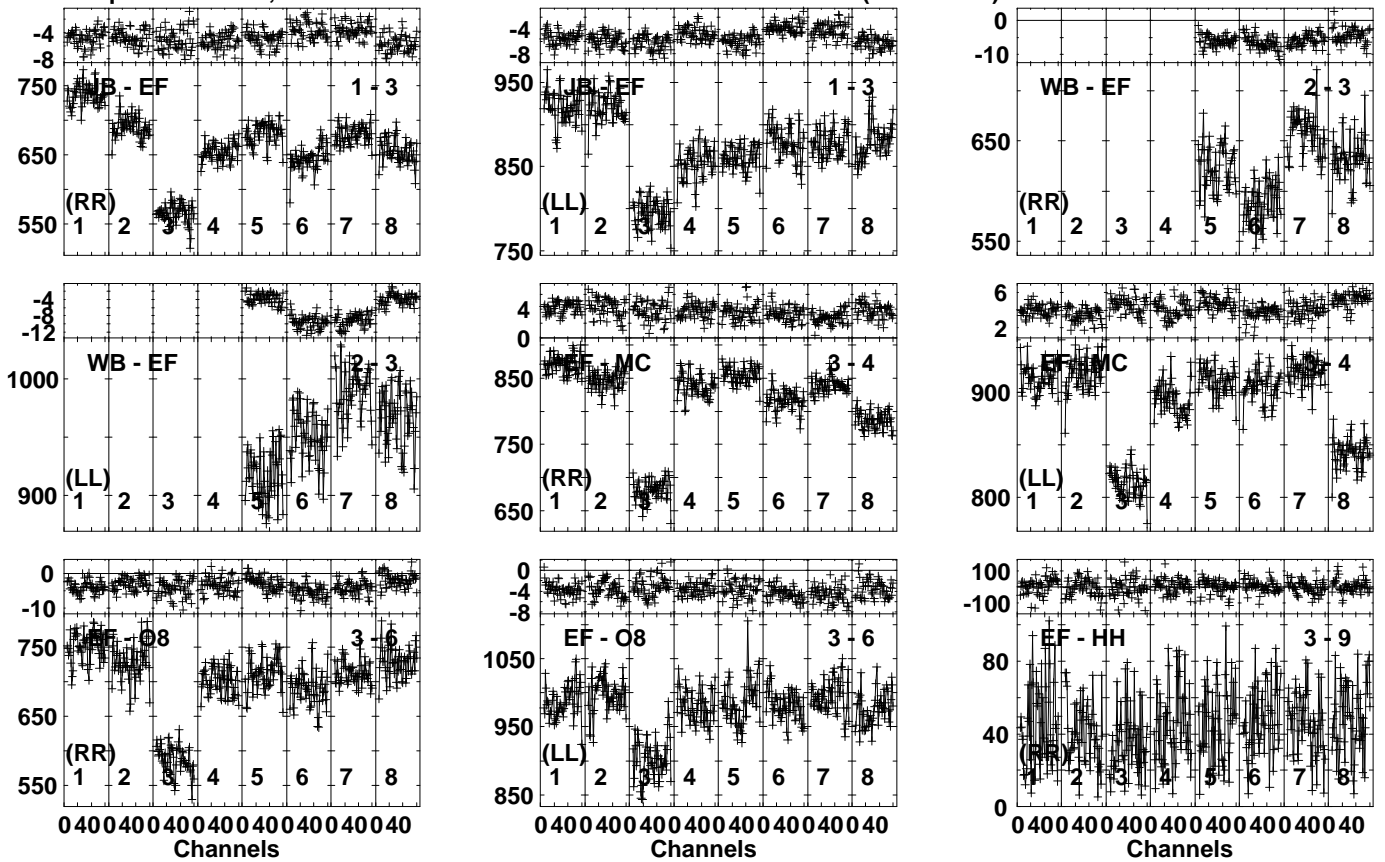 -4
-8
750
650
550
JB - EF
1 - 3
(RR)
1 2 3 4 5 6 7 8
-4
-8
950
850
750
JB - EF
1 - 3
(LL)
1 2 3 4 5 6 7 8
0
-10
650
550
WB - EF
2 - 3
(RR)
1 2 3 4 5 6 7 8
-4
-8
-12
1000
900
WB - EF
2 - 3
(LL)
1 2 3 4 5 6 7 8
4
0
850
750
650
EF - MC
3 - 4
(RR)
1 2 3 4 5 6 7 8
6
2
900
800
EF - MC
3 - 4
(LL)
1 2 3 4 5 6 7 8
0
-10
750
650
550
EF - O8
3 - 6
(RR)
1 2 3 4 5 6 7 8
0 40 0 40 0 40 0 40 0 40 0 40 0 40 0 40
Channels
0
-4
-8
1050
950
850
EF - O8
3 - 6
(LL)
1 2 3 4 5 6 7 8
0 40 0 40 0 40 0 40 0 40 0 40 0 40 0 40
Channels
100
-100
80
40
0
EF - HH
3 - 9
(RR)
1 2 3 4 5 6 7 8
0 40 0 40 0 40 0 40 0 40 0 40 0 40 0 40
Channels